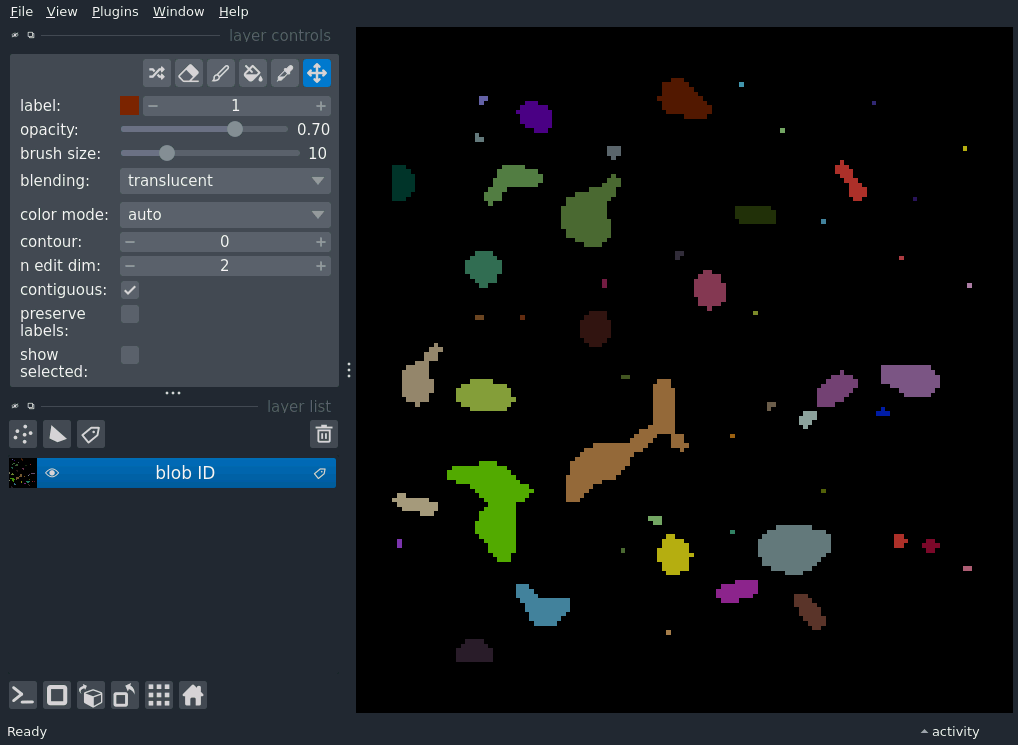 File View Plugins Window Help
layer controls
label: 1
opacity: 0.70
brush size: 10
blending: translucent
color mode: auto
contour: 0
n edit dim: 2
contiguous:
preserve
labels:
show
selected:
layer list
blob ID
Ready
activity